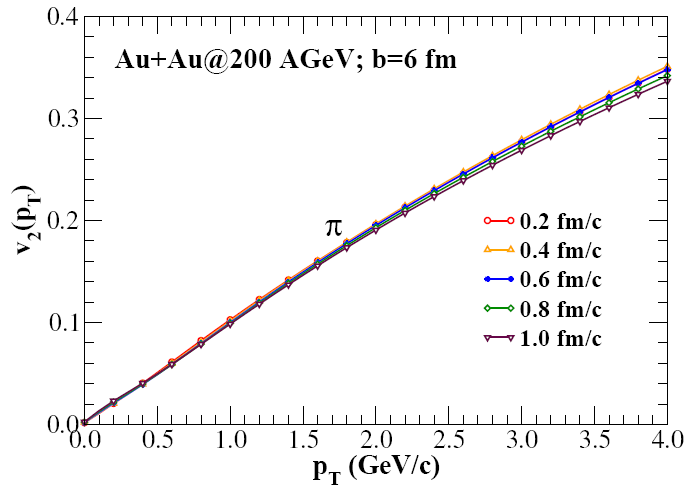 0.4
Au+Au@200 AGeV; b=6 fm
0.3
v2(pT)
0.2
π
0.2 fm/c
0.4 fm/c
0.6 fm/c
0.8 fm/c
1.0 fm/c
0.1
0.0
0.0 0.5 1.0 1.5 2.0 2.5 3.0 3.5 4.0
pT (GeV/c)